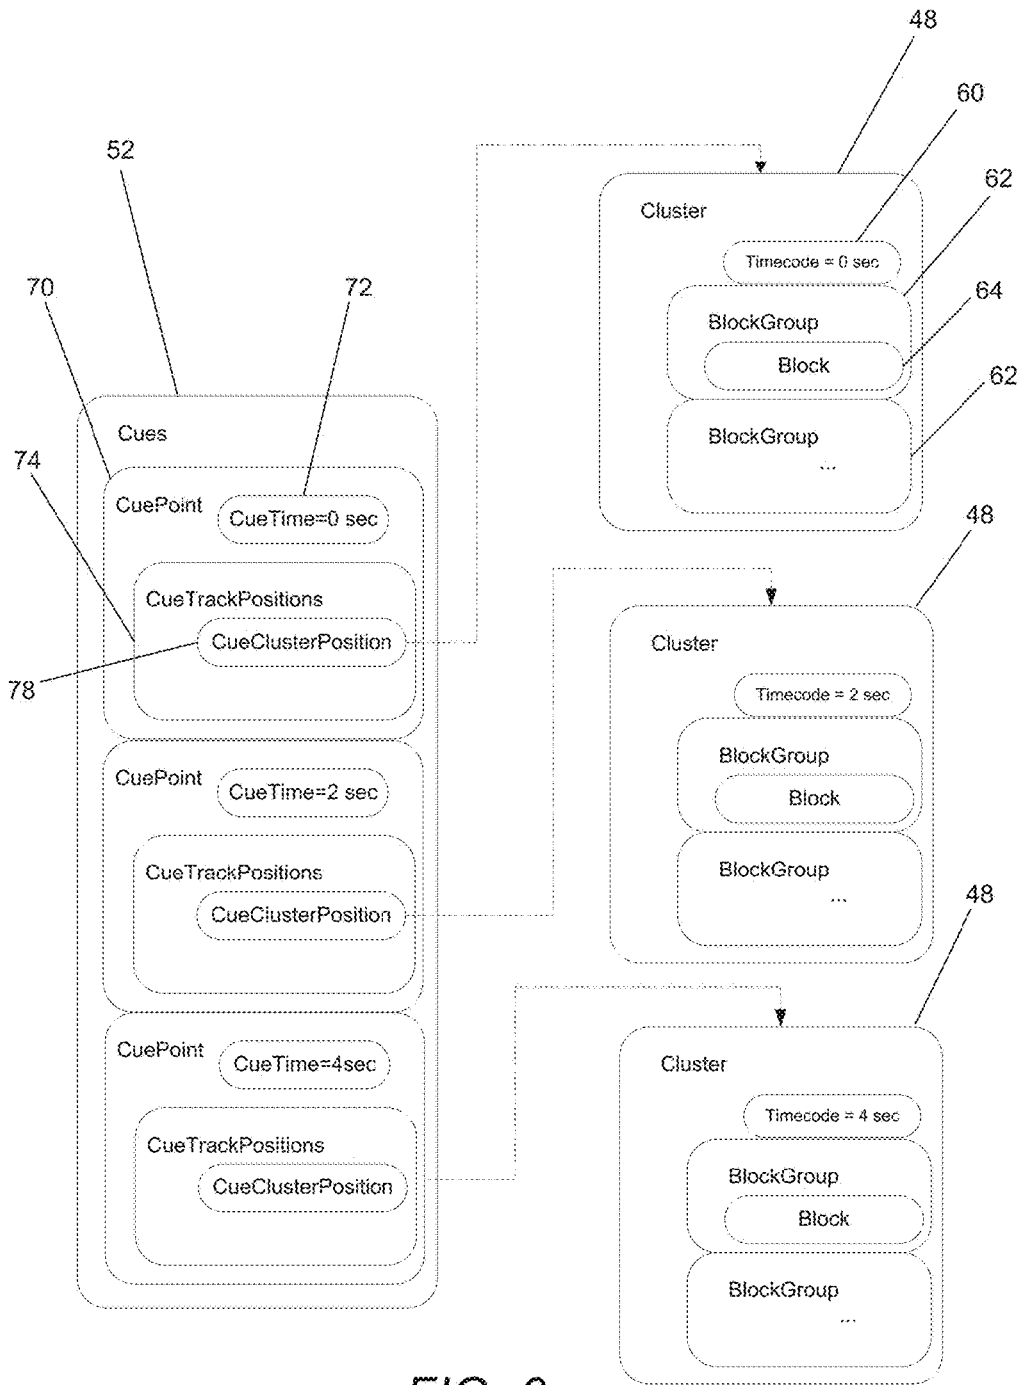 48
60
52
62
Cluster
Timecode = 0 sec
70
72
64
BlockGroup
Block
62
Cues
BlockGroup
...
74
CuePoint
CueTime=0 sec
48
CueTrackPositions
CueClusterPosition
Cluster
78
Timecode = 2 sec
BlockGroup
CuePoint
CueTime=2 sec
Block
CueTrackPositions
BlockGroup
...
CueClusterPosition
48
CuePoint
CueTime=4sec
Cluster
Timecode = 4 sec
CueTrackPositions
CueClusterPosition
BlockGroup
Block
BlockGroup
...